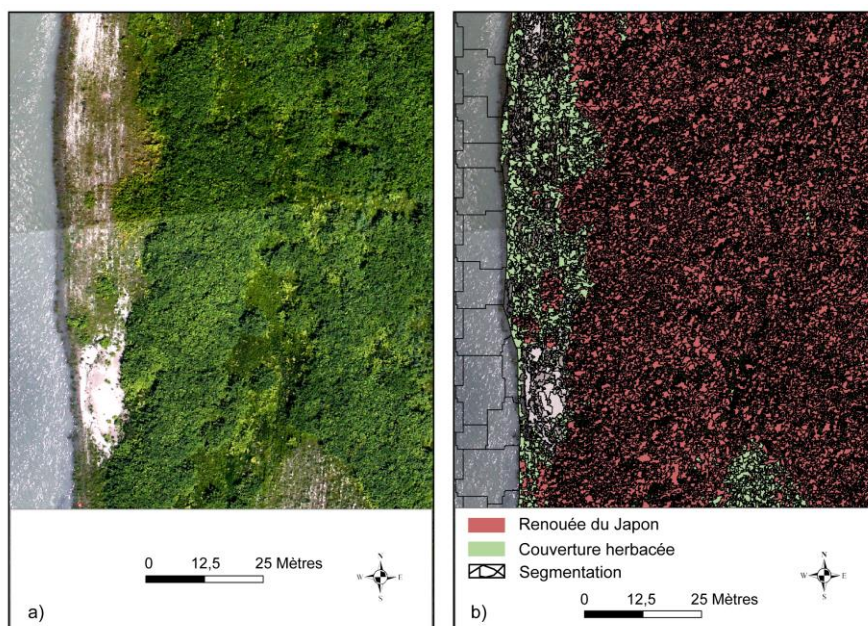 0 12,5 25 Mètres
N
W E
S
a)
Renouée du Japon
Couverture herbacée
Segmentation
N
W E
S
0 12,5 25 Mètres
b)